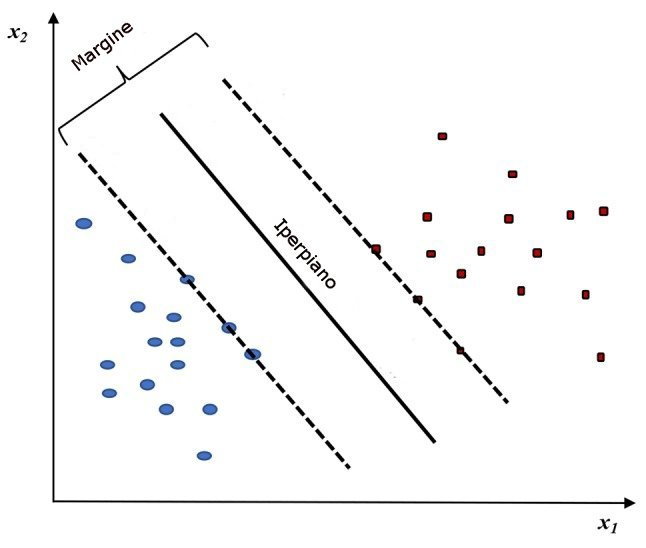 x₂
Margine
Iperpiano
x₁